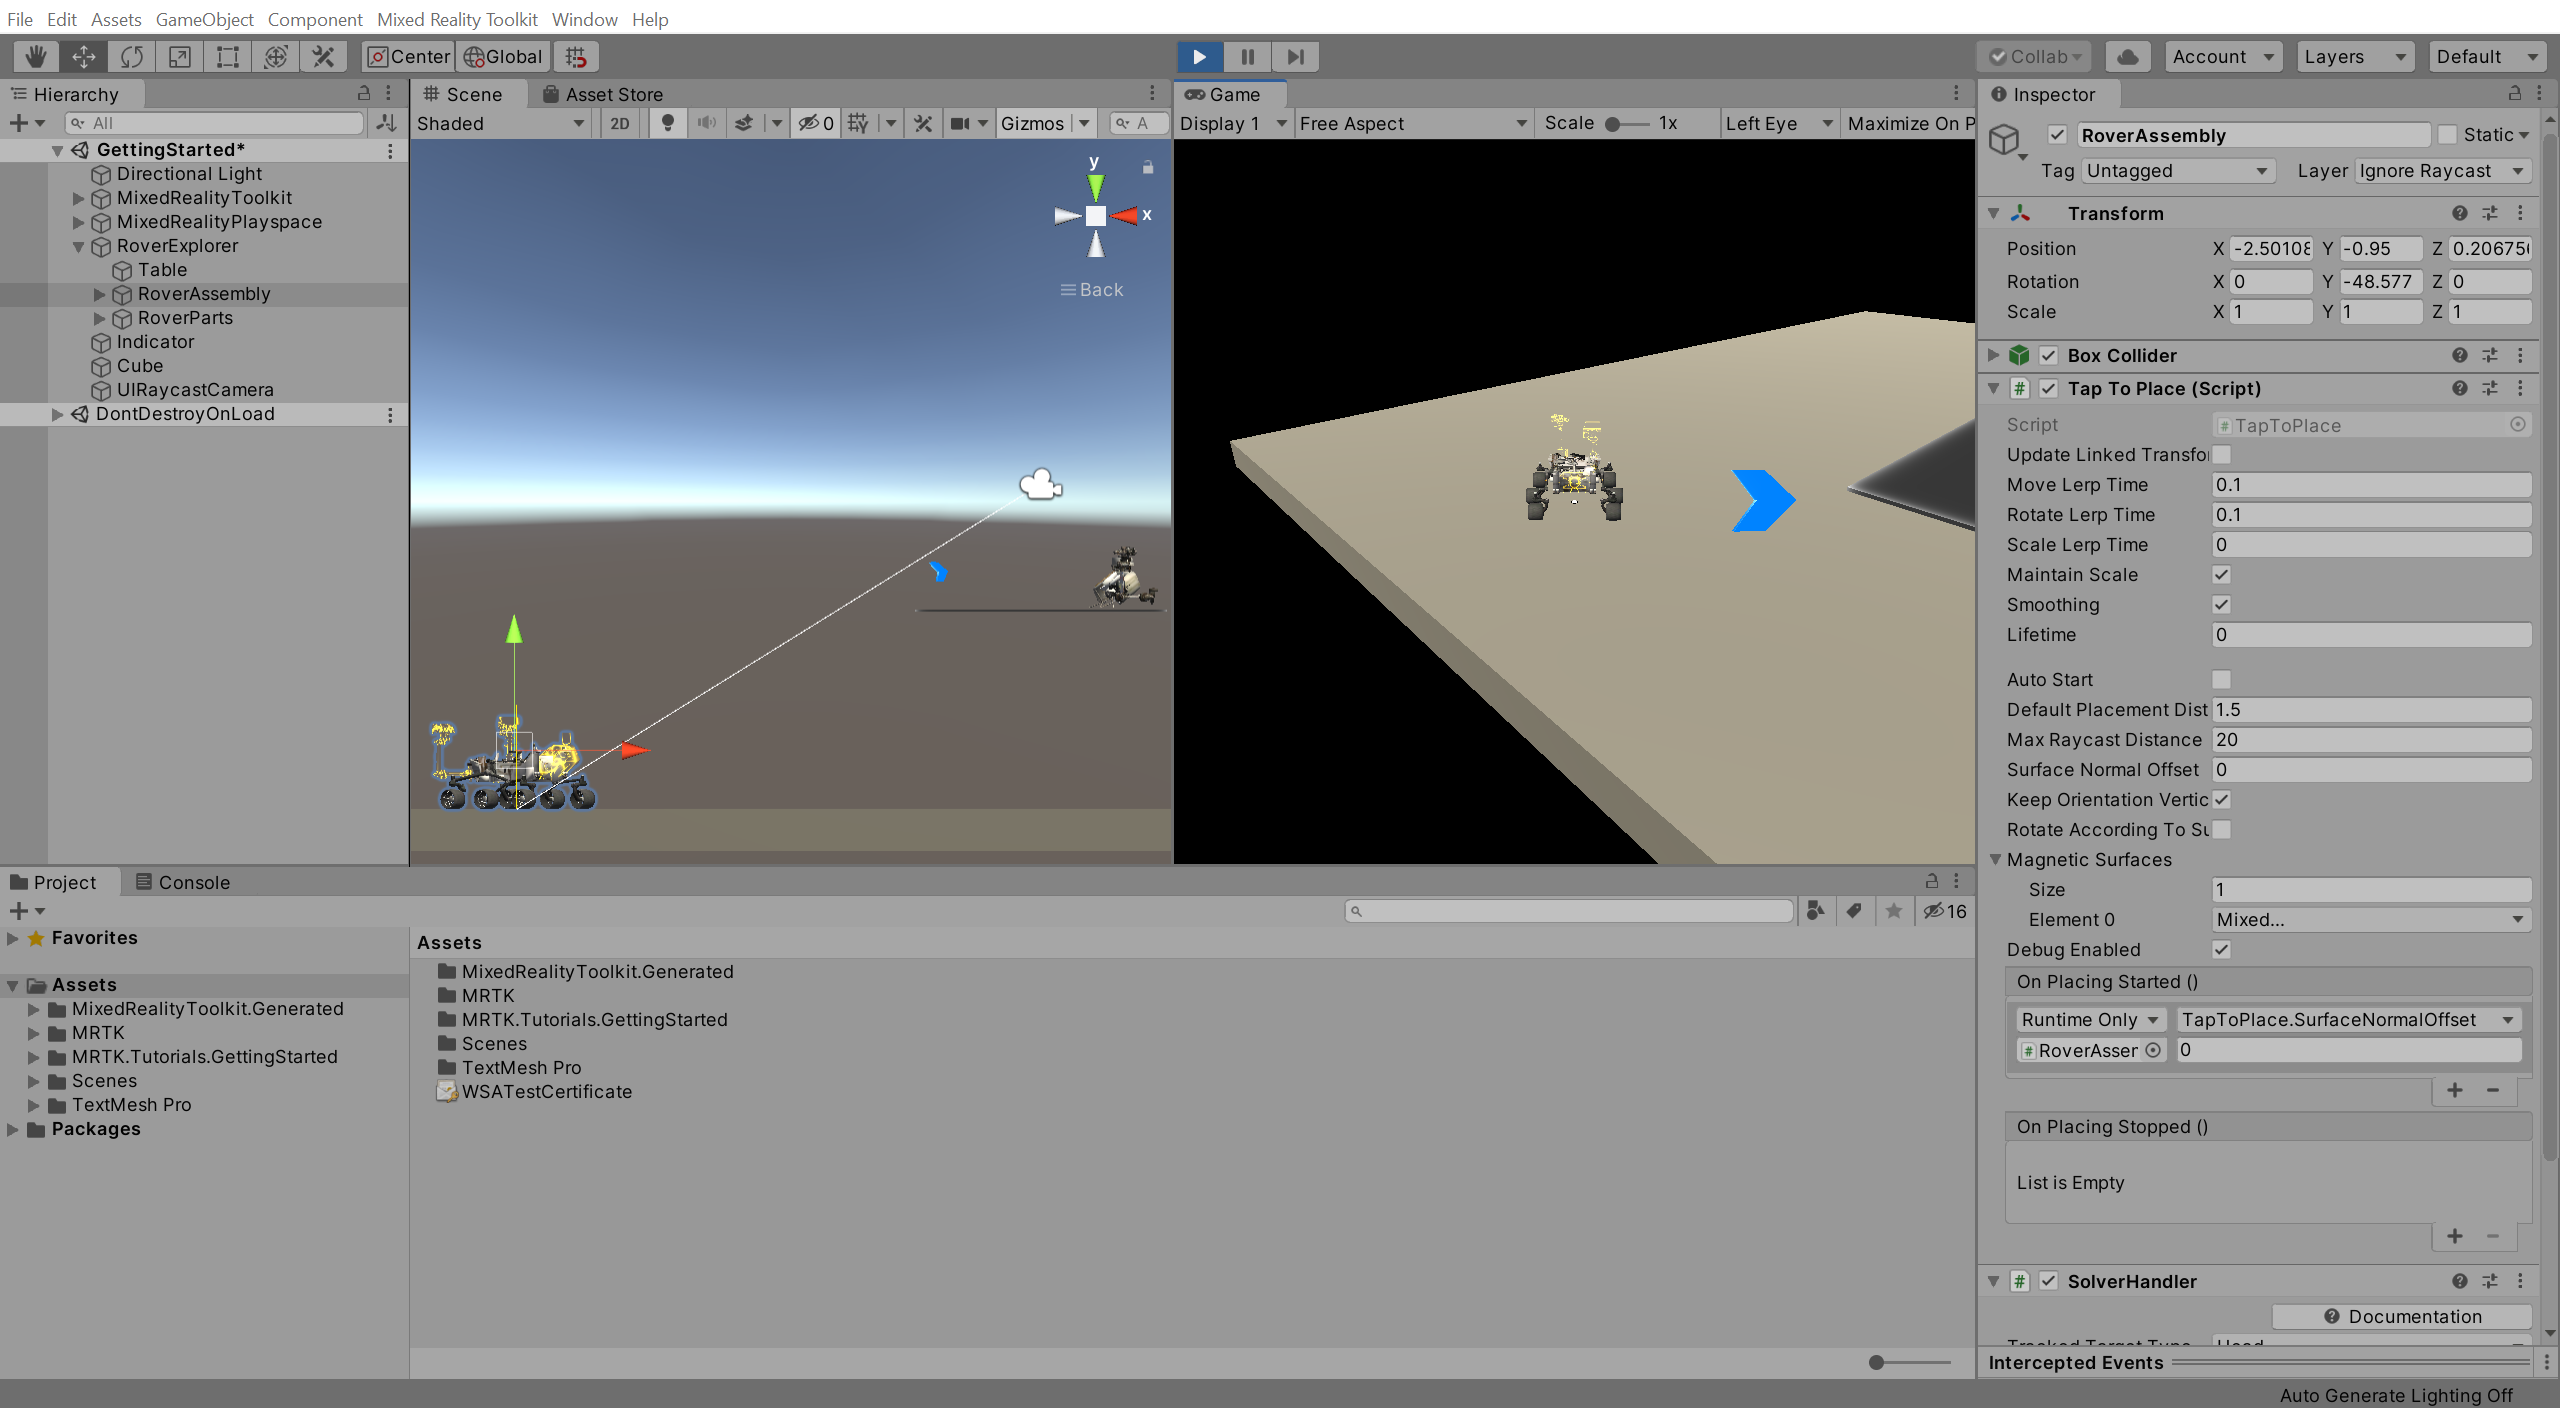 File Edit Assets GameObject Component Mixed Reality Toolkit Window Help
Center Global Collab Account Layers Default
Hierarchy
All
GettingStarted*
Directional Light
MixedRealityToolkit
MixedRealityPlayspace
RoverExplorer
Table
RoverAssembly
RoverParts
Indicator
Cube
UIRaycastCamera
DontDestroyOnLoad
Scene Asset Store
Shaded 2D 0 Gizmos A
y
x
Back
Game
Display 1 Free Aspect Scale 1x Left Eye Maximize On P
Project Console
16
Favorites
Assets
MixedRealityToolkit.Generated
MRTK
MRTK.Tutorials.GettingStarted
Scenes
TextMesh Pro
Packages
Assets
MixedRealityToolkit.Generated
MRTK
MRTK.Tutorials.GettingStarted
Scenes
TextMesh Pro
WSATestCertificate
Inspector
RoverAssembly Static
Tag Untagged Layer Ignore Raycast
Transform
Position X -2.50108 Y -0.95 Z 0.20675
Rotation X 0 Y -48.577 Z 0
Scale X 1 Y 1 Z 1
Box Collider
# Tap To Place (Script)
Script # TapToPlace
Update Linked Transfo
Move Lerp Time 0.1
Rotate Lerp Time 0.1
Scale Lerp Time 0
Maintain Scale
Smoothing
Lifetime 0
Auto Start
Default Placement Dist 1.5
Max Raycast Distance 20
Surface Normal Offset 0
Keep Orientation Vertic
Rotate According To Su
Magnetic Surfaces
Size 1
Element 0 Mixed...
Debug Enabled
On Placing Started ()
Runtime Only TapToPlace.SurfaceNormalOffset
# RoverAsser 0
+ -
On Placing Stopped ()
List is Empty
+ -
# SolverHandler
Documentation
Intercepted Events
Auto Generate Lighting Off